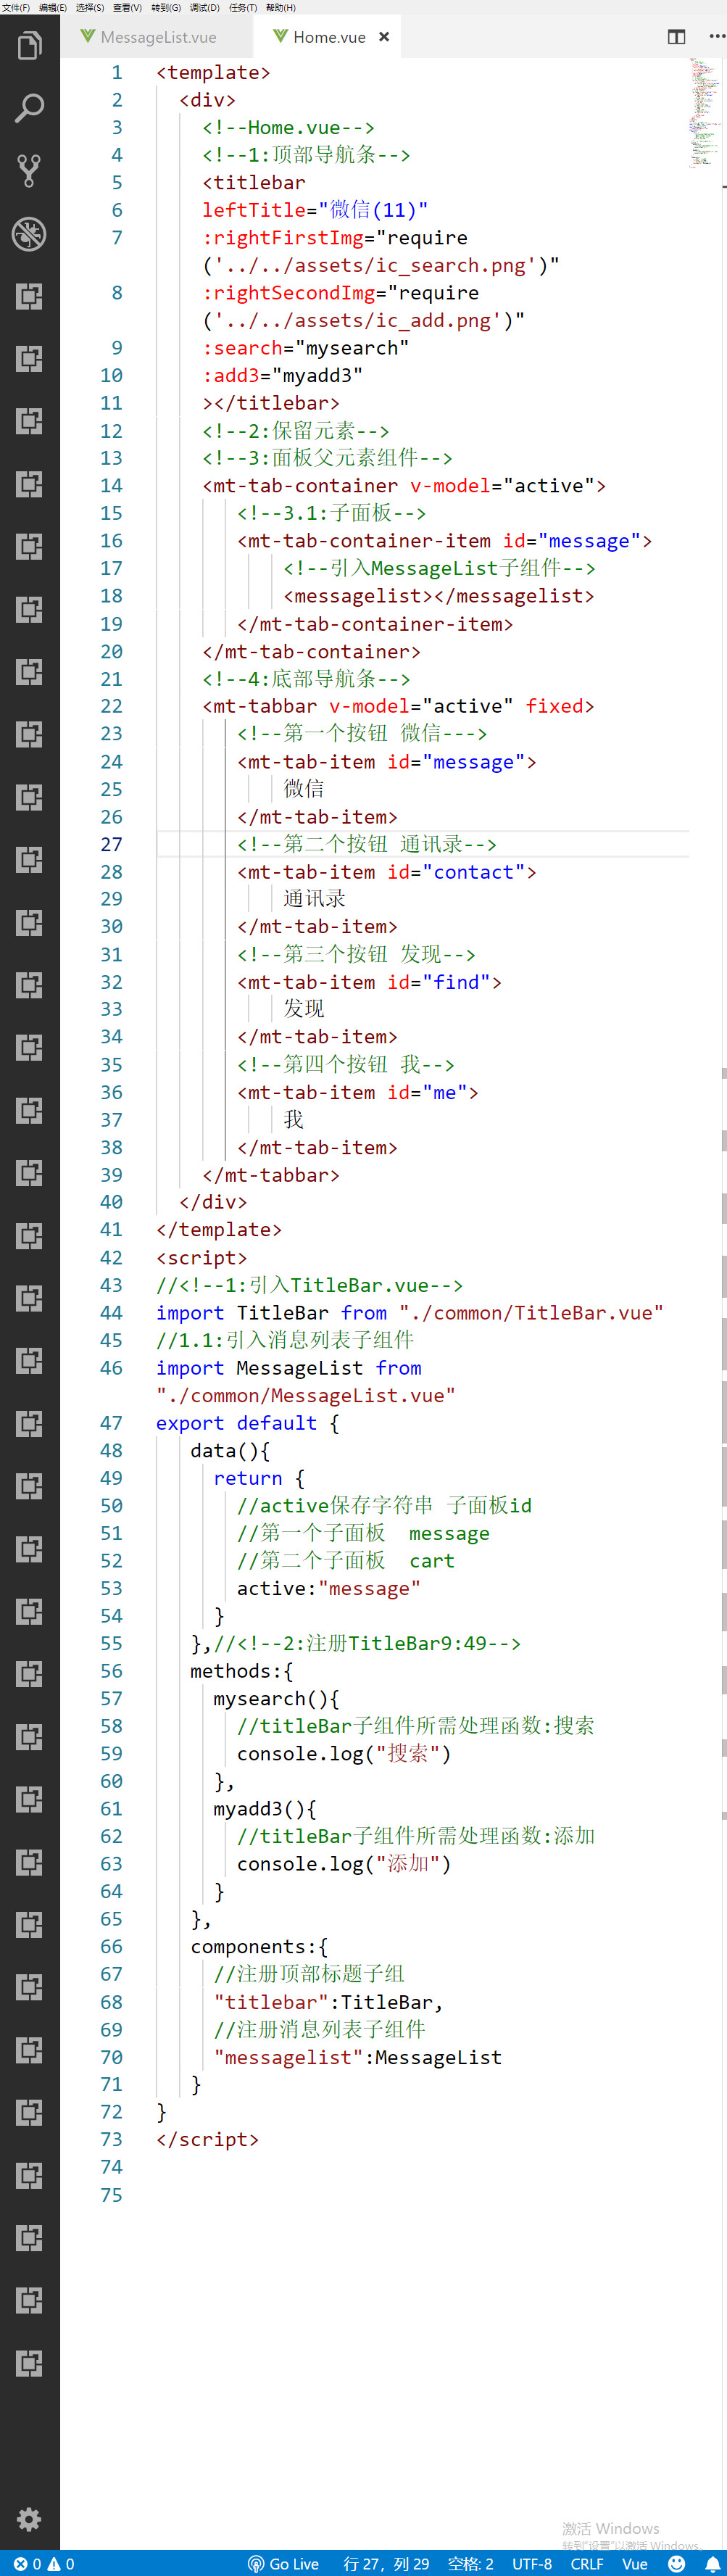 文件(F) 编辑(E) 选择(S) 查看(V) 转到(G) 调试(D) 任务(T) 帮助(H)
MessageList.vue Home.vue ×
1 <template>
2 <div>
3 <!--Home.vue-->
4 <!--1:顶部导航条-->
5 <titlebar
6 leftTitle="微信(11)"
7 :rightFirstImg="require
('../../assets/ic_search.png')"
8 :rightSecondImg="require
('../../assets/ic_add.png')"
9 :search="mysearch"
10 :add3="myadd3"
11 ></titlebar>
12 <!--2:保留元素-->
13 <!--3:面板父元素组件-->
14 <mt-tab-container v-model="active">
15 <!--3.1:子面板-->
16 <mt-tab-container-item id="message">
17 <!--引入MessageList子组件-->
18 <messagelist></messagelist>
19 </mt-tab-container-item>
20 </mt-tab-container>
21 <!--4:底部导航条-->
22 <mt-tabbar v-model="active" fixed>
23 <!--第一个按钮 微信--->
24 <mt-tab-item id="message">
25 微信
26 </mt-tab-item>
27 <!--第二个按钮 通讯录-->
28 <mt-tab-item id="contact">
29 通讯录
30 </mt-tab-item>
31 <!--第三个按钮 发现-->
32 <mt-tab-item id="find">
33 发现
34 </mt-tab-item>
35 <!--第四个按钮 我-->
36 <mt-tab-item id="me">
37 我
38 </mt-tab-item>
39 </mt-tabbar>
40 </div>
41 </template>
42 <script>
43 //<!--1:引入TitleBar.vue-->
44 import TitleBar from "./common/TitleBar.vue"
45 //1.1:引入消息列表子组件
46 import MessageList from
"./common/MessageList.vue"
47 export default {
48 data(){
49 return {
50 //active保存字符串 子面板id
51 //第一个子面板 message
52 //第二个子面板 cart
53 active:"message"
54 }
55 },//<!--2:注册TitleBar9:49-->
56 methods:{
57 mysearch(){
58 //titleBar子组件所需处理函数:搜索
59 console.log("搜索")
60 },
61 myadd3(){
62 //titleBar子组件所需处理函数:添加
63 console.log("添加")
64 }
65 },
66 components:{
67 //注册顶部标题子组
68 "titlebar":TitleBar,
69 //注册消息列表子组件
70 "messagelist":MessageList
71 }
72 }
73 </script>
74
75
激活 Windows
转到"设置"以激活 Windows。
0 0 Go Live 行 27，列 29 空格: 2 UTF-8 CRLF Vue